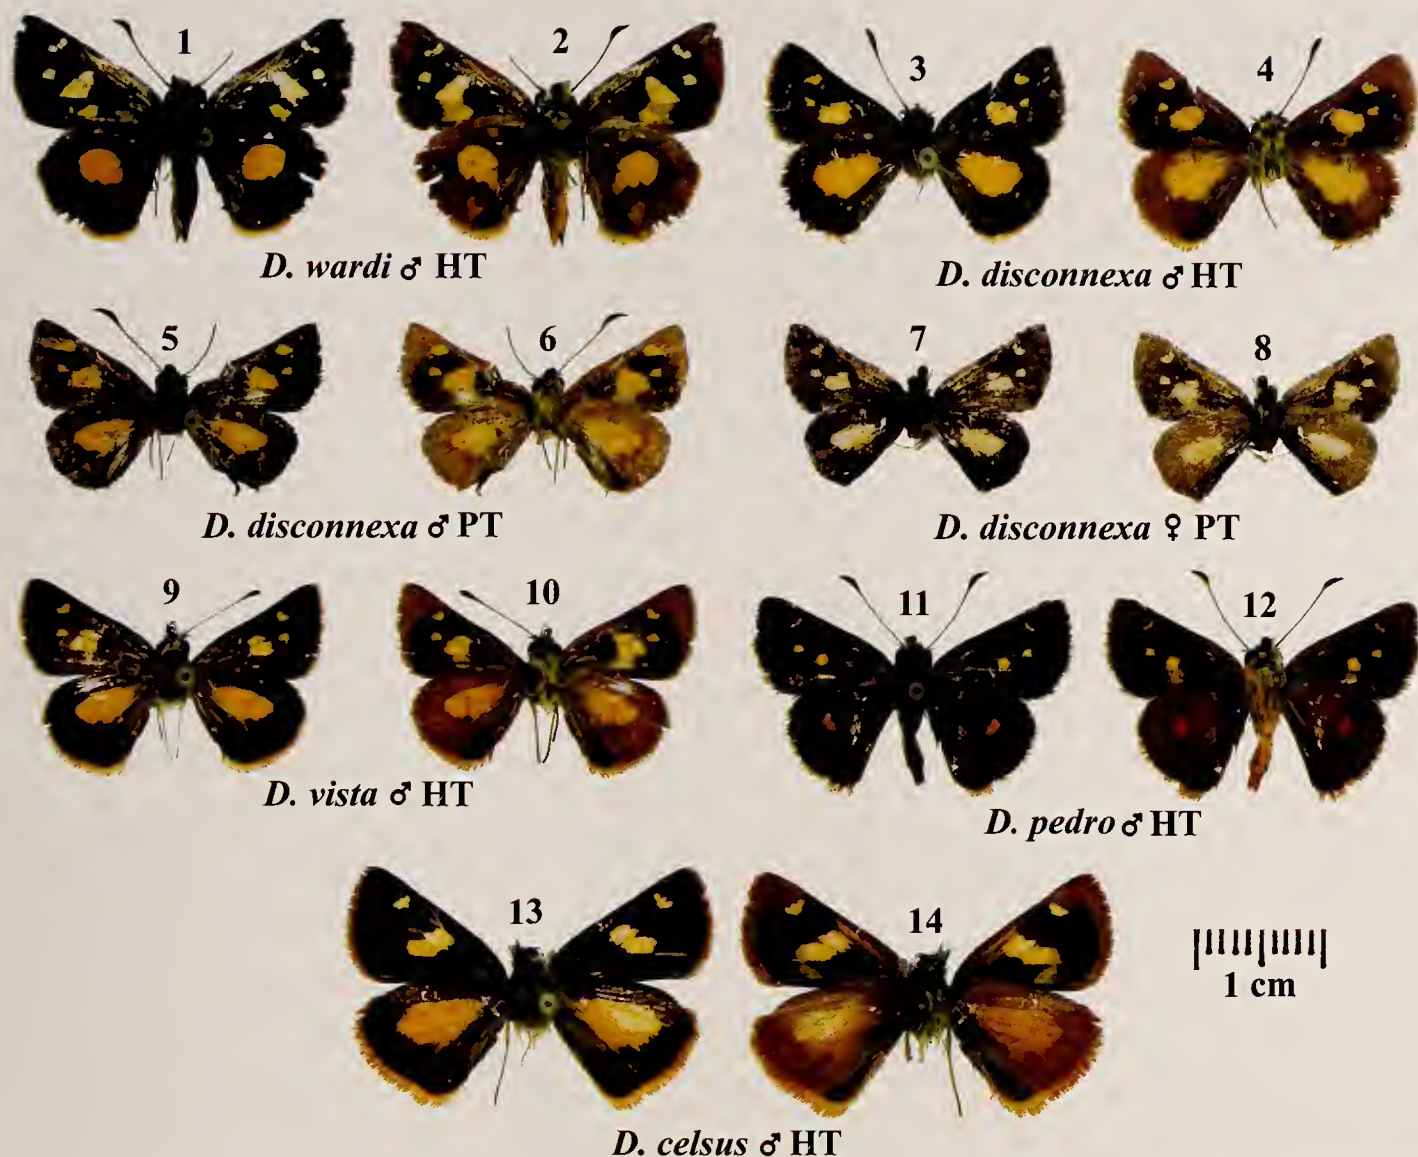 1 2 3 4
D. wardi ♂ HT
D. disconnexa ♂ HT
5 6 7 8
D. disconnexa ♂ PT
D. disconnexa ♀ PT
9 10 11 12
D. vista ♂ HT
D. pedro ♂ HT
13 14
1 cm
D. celsus ♂ HT